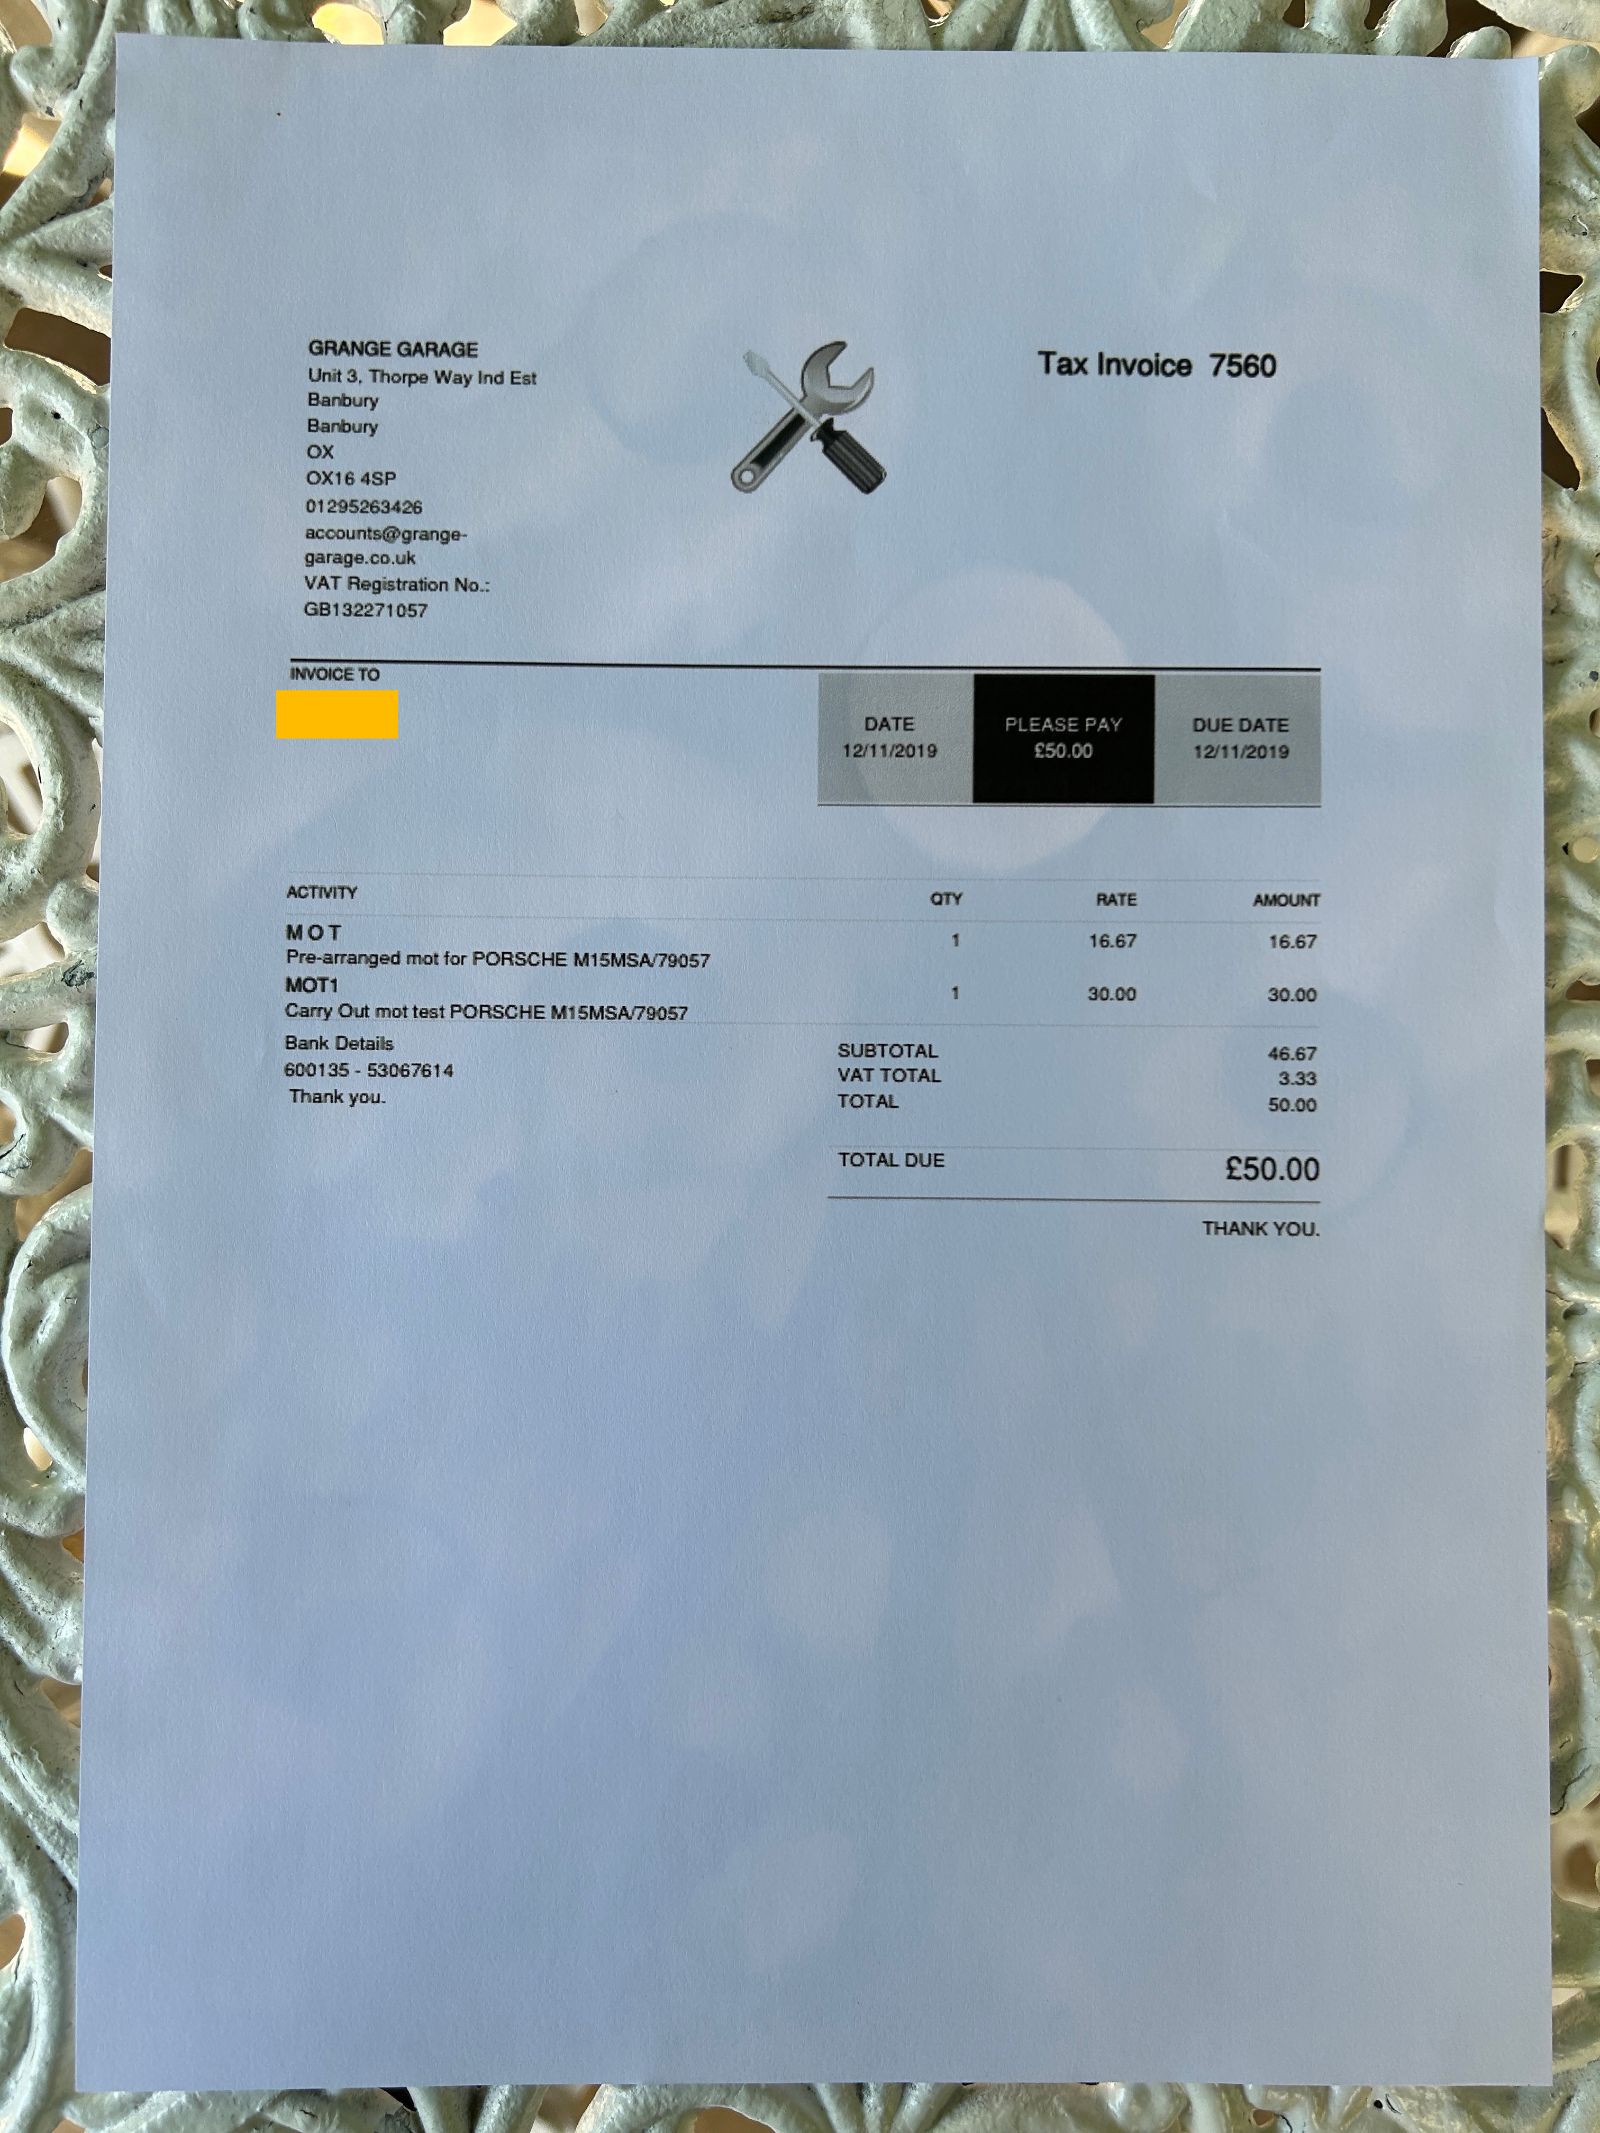 GRANGE GARAGE
Unit 3, Thorpe Way Ind Est
Banbury
Banbury
OX
OX16 4SP
01295263426
accounts@grange-
garage.co.uk
VAT Registration No.:
GB132271057
Tax Invoice 7560
INVOICE TO
DATE
12/11/2019
PLEASE PAY
£50.00
DUE DATE
12/11/2019
ACTIVITY QTY RATE AMOUNT
M O T
Pre-arranged mot for PORSCHE M15MSA/79057 1 16.67 16.67
MOT1
Carry Out mot test PORSCHE M15MSA/79057 1 30.00 30.00
Bank Details
600135 - 53067614
Thank you.
SUBTOTAL 46.67
VAT TOTAL 3.33
TOTAL 50.00
TOTAL DUE £50.00
THANK YOU.